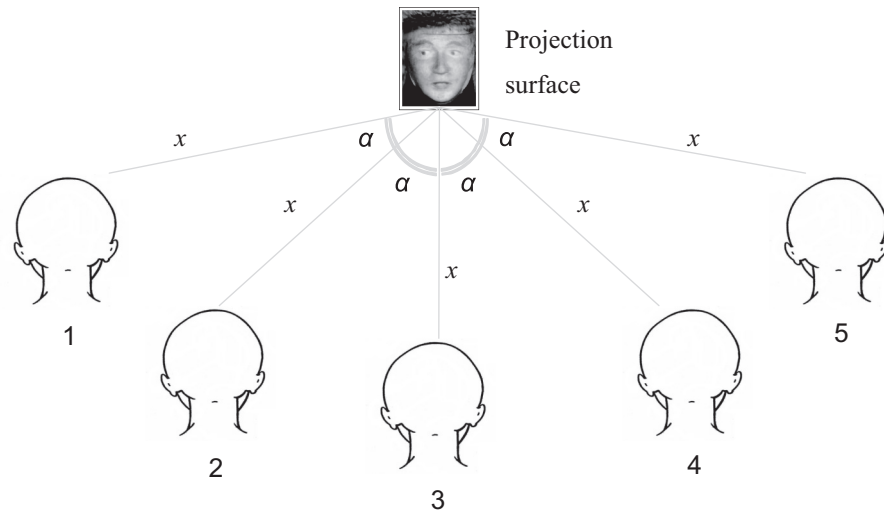 Projection
surface
x
x
α
α
x
x
α
α
x
x
1
5
2
4
3